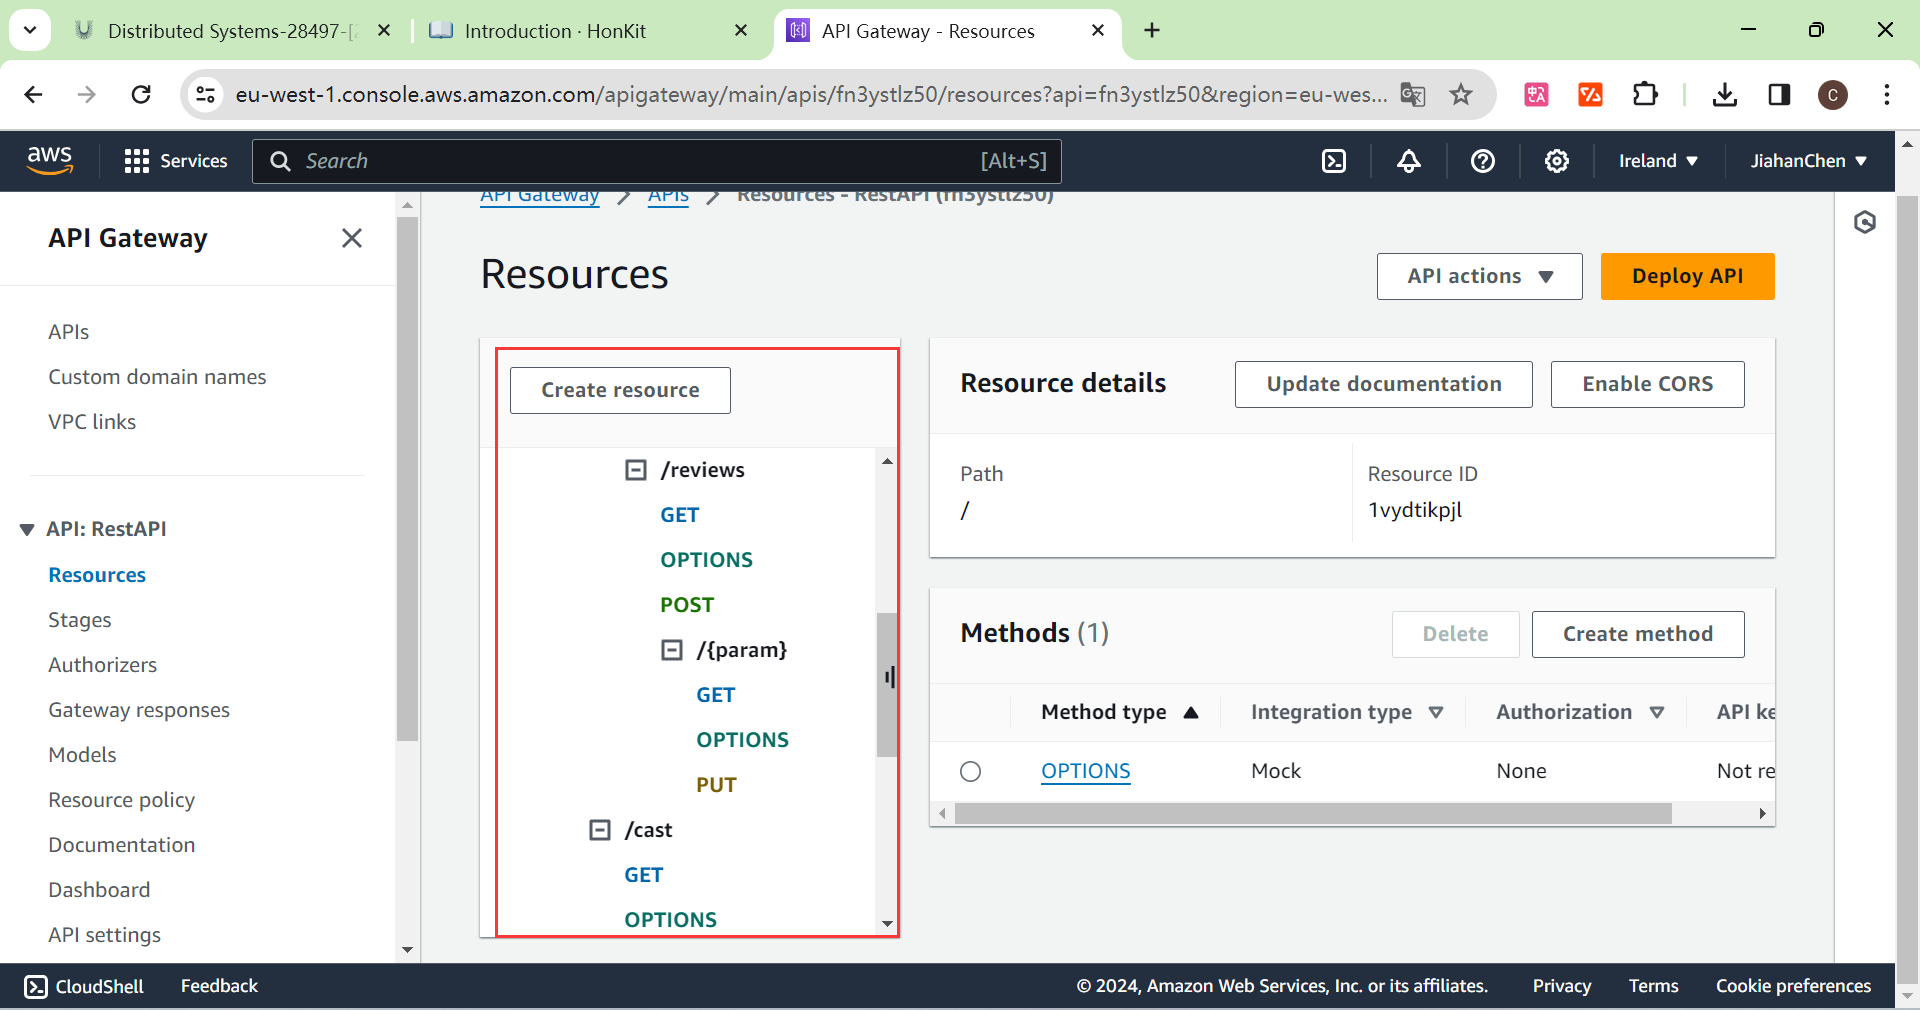 Distributed Systems-28497-[
Introduction · HonKit
API Gateway - Resources
eu-west-1.console.aws.amazon.com/apigateway/main/apis/fn3ystlz50/resources?api=fn3ystlz50&region=eu-wes...
C
aws
Services
Search
[Alt+S]
Ireland
JiahanChen
API Gateway
APIs
Resources - RestAPI (fn3ystlz50)
API Gateway
APIs
Custom domain names
VPC links
API: RestAPI
Resources
Stages
Authorizers
Gateway responses
Models
Resource policy
Documentation
Dashboard
API settings
Resources
API actions
Deploy API
Create resource
/reviews
GET
OPTIONS
POST
/{param}
GET
OPTIONS
PUT
/cast
GET
OPTIONS
Resource details
Update documentation
Enable CORS
Path
/
Resource ID
1vydtikpjl
Methods (1)
Delete
Create method
Method type
Integration type
Authorization
API ke
OPTIONS
Mock
None
Not re
CloudShell
Feedback
© 2024, Amazon Web Services, Inc. or its affiliates.
Privacy
Terms
Cookie preferences